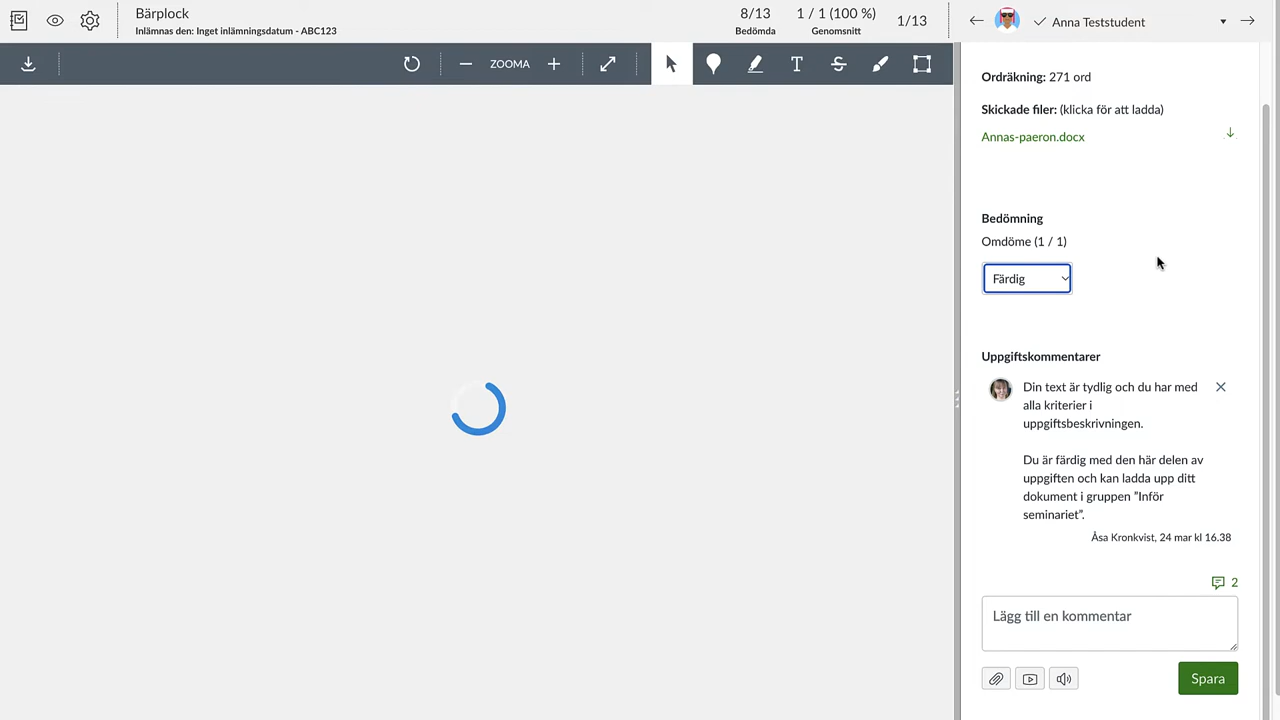 Bärplock
Inlämnas den: Inget inlämningsdatum - ABC123
8/13
Bedömda
1 / 1 (100 %)
Genomsnitt
1/13
Anna Teststudent
ZOOMA
T
S
Ordräkning: 271 ord
Skickade filer: (klicka för att ladda)
Annas-paeron.docx
Bedömning
Omdöme (1 / 1)
Färdig
Uppgiftskommentarer
Din text är tydlig och du har med
alla kriterier i
uppgiftsbeskrivningen.
Du är färdig med den här delen av
uppgiften och kan ladda upp ditt
dokument i gruppen ”Inför
seminariet”.
Åsa Kronkvist, 24 mar kl 16.38
2
Lägg till en kommentar
Spara